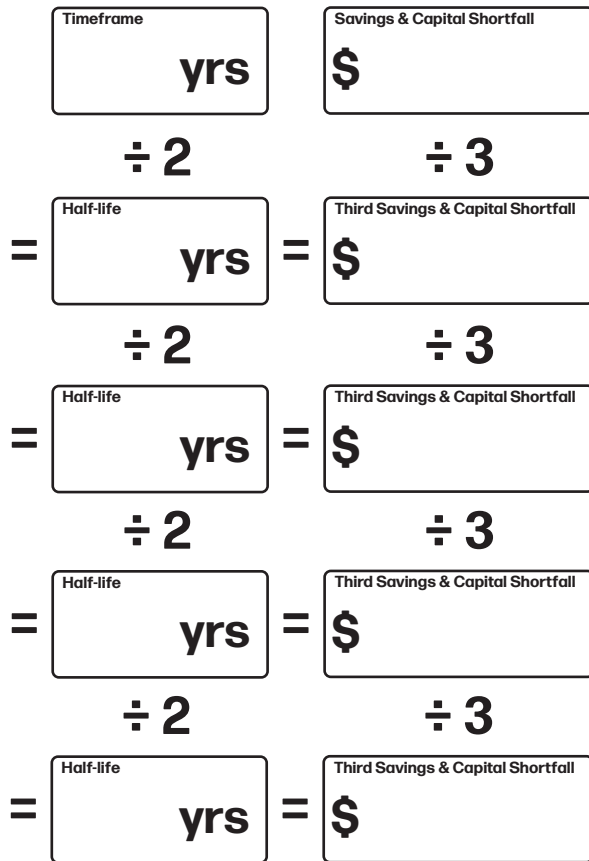 Timeframe Savings & Capital Shortfall
yrs $
÷ 2 ÷ 3
Half-life Third Savings & Capital Shortfall
= yrs = $
÷ 2 ÷ 3
Half-life Third Savings & Capital Shortfall
= yrs = $
÷ 2 ÷ 3
Half-life Third Savings & Capital Shortfall
= yrs = $
÷ 2 ÷ 3
Half-life Third Savings & Capital Shortfall
= yrs = $